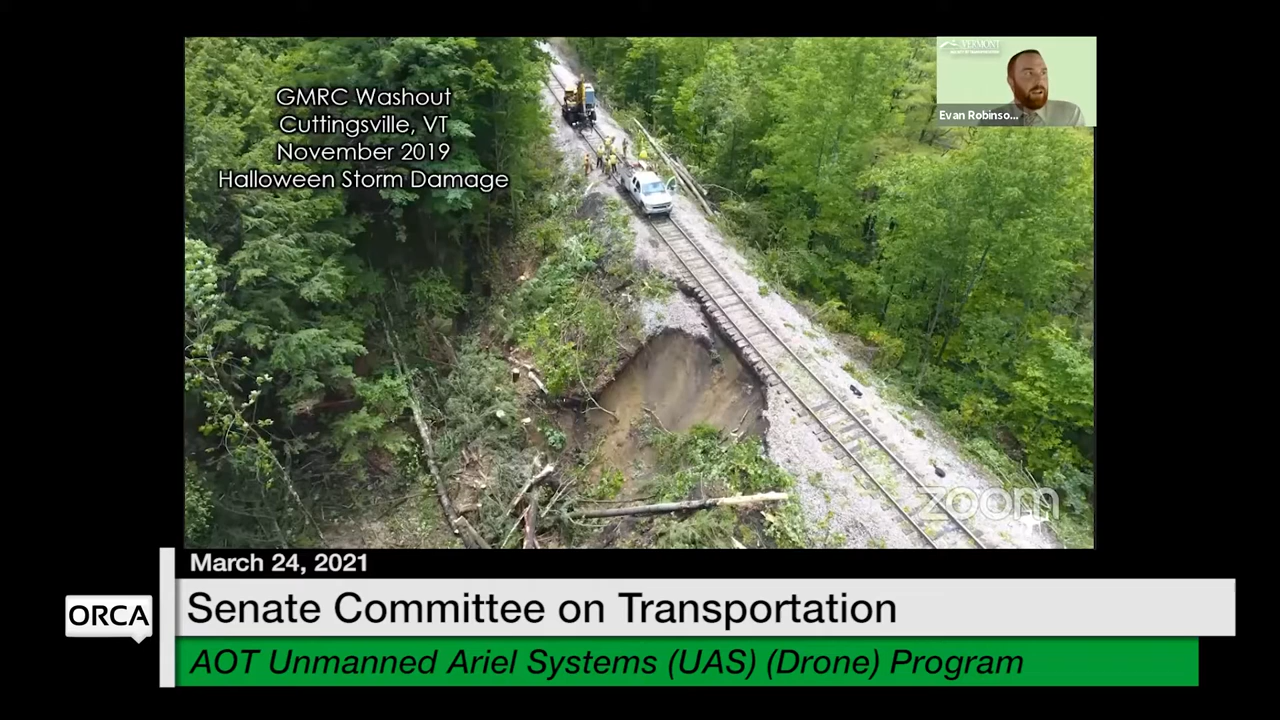 GMRC Washout
Cuttingsville, VT
November 2019
Halloween Storm Damage
VERMONT
Evan Robinso...
zoom
March 24, 2021
ORCA
Senate Committee on Transportation
AOT Unmanned Ariel Systems (UAS) (Drone) Program